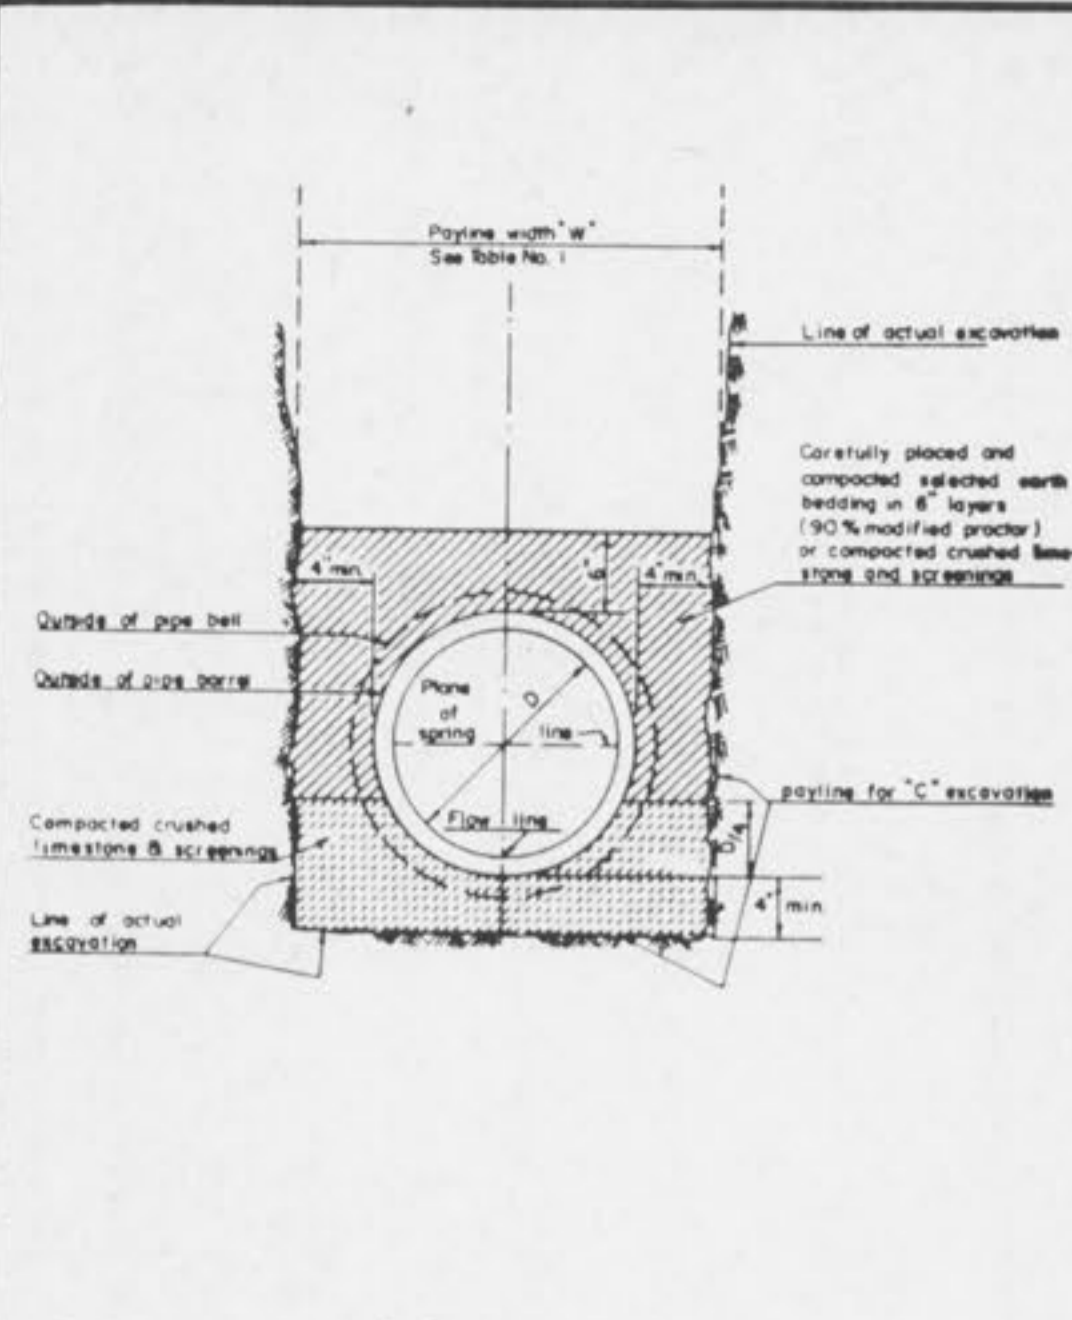 Payline width "W"
See Table No. 1
Line of actual excavation
Carefully placed and
compacted selected earth
bedding in 6" layers
(90% modified proctor)
or compacted crushed lime-
stone and screenings
4" min.
6"
4" min.
Outside of pipe bell
Outside of pipe barrel
Plane
of
spring
line
D
Flow line
payline for "C" excavation
Compacted crushed
limestone & screenings
D/4
4" min
Line of actual
excavation